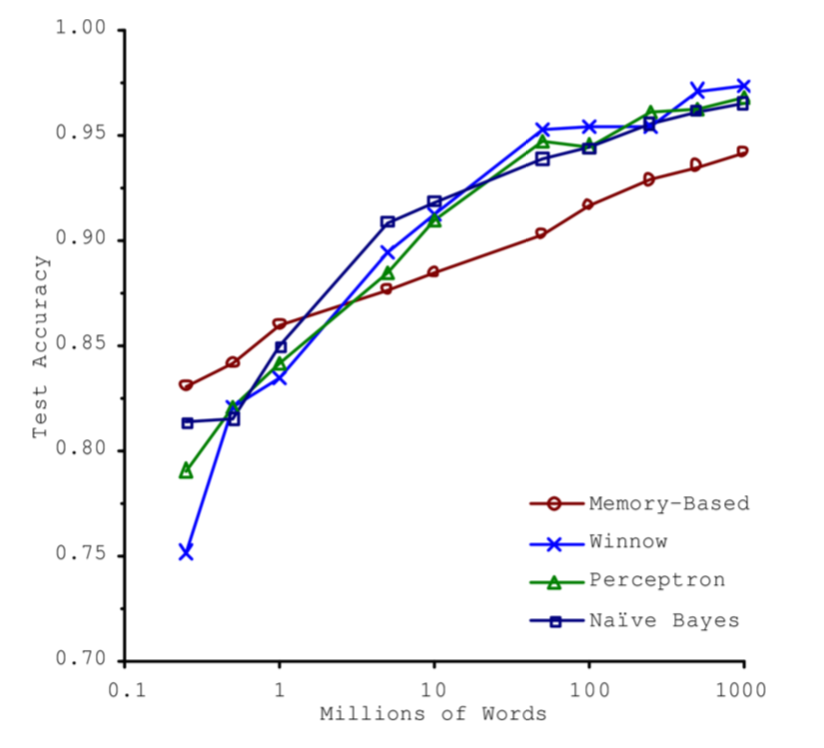 1.00
0.95
0.90
0.85
0.80
0.75
0.70
Test Accuracy
0.1 1 10 100 1000
Millions of Words
Memory-Based
Winnow
Perceptron
Naïve Bayes